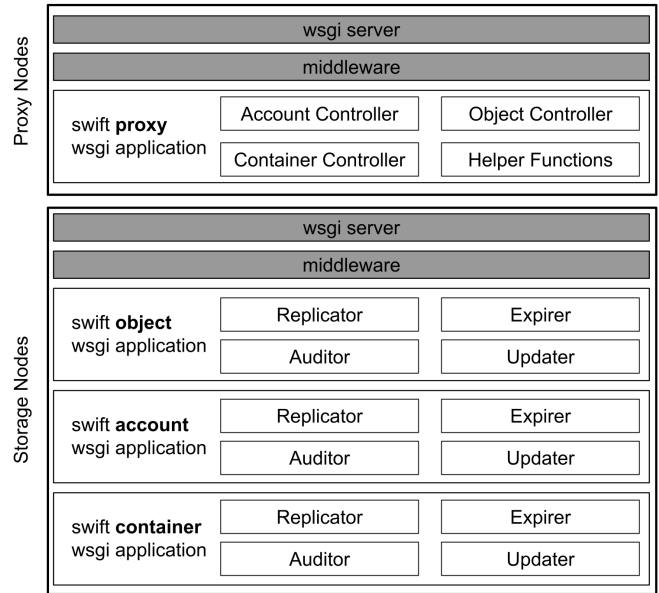 Proxy Nodes
wsgi server
middleware
swift proxy
wsgi application
Account Controller
Object Controller
Container Controller
Helper Functions
Storage Nodes
wsgi server
middleware
swift object
wsgi application
Replicator
Expirer
Auditor
Updater
swift account
wsgi application
Replicator
Expirer
Auditor
Updater
swift container
wsgi application
Replicator
Expirer
Auditor
Updater